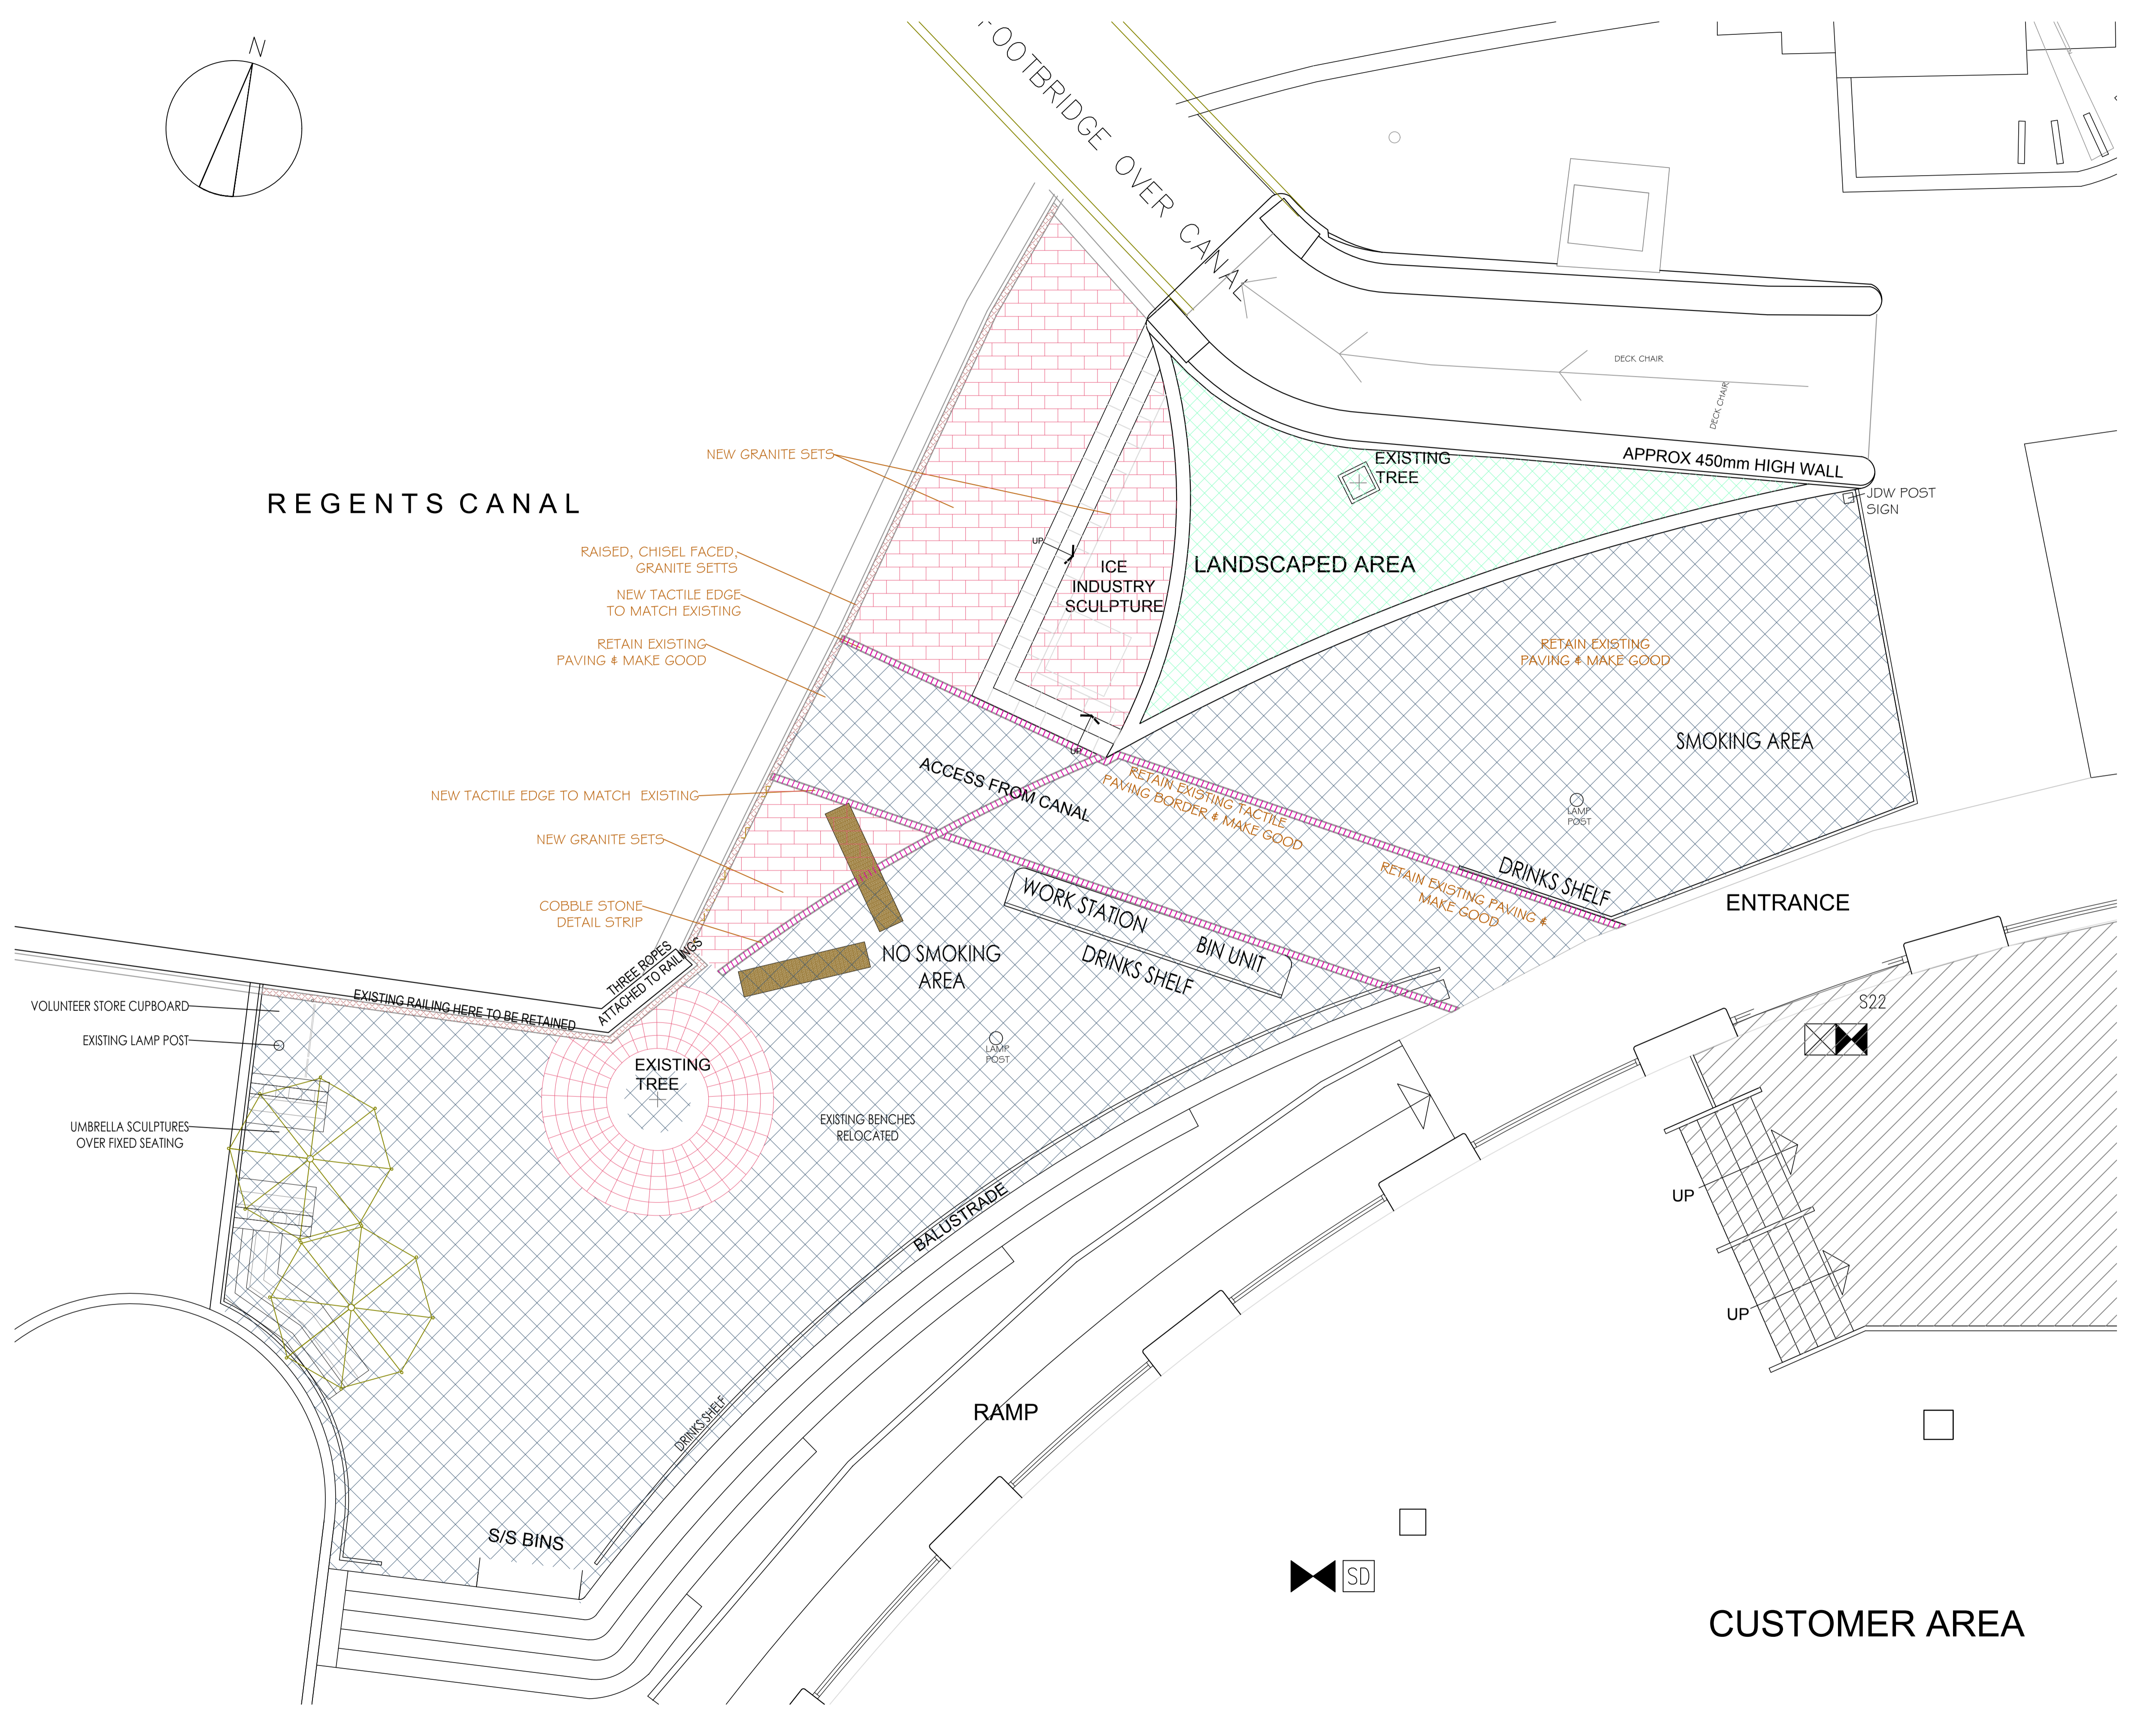 N
FOOTBRIDGE OVER CANAL
DECK CHAIR
DECK CHAIR
APPROX 450mm HIGH WALL
EXISTING
TREE
JDW POST
SIGN
NEW GRANITE SETS
REGENTS CANAL
RAISED, CHISEL FACED,
GRANITE SETTS
NEW TACTILE EDGE
TO MATCH EXISTING
RETAIN EXISTING
PAVING & MAKE GOOD
UP
ICE
INDUSTRY
SCULPTURE
LANDSCAPED AREA
RETAIN EXISTING
PAVING & MAKE GOOD
SMOKING AREA
UP
ACCESS FROM CANAL
RETAIN EXISTING TACTILE
PAVING BORDER & MAKE GOOD
LAMP
POST
NEW TACTILE EDGE TO MATCH EXISTING
NEW GRANITE SETS
COBBLE STONE
DETAIL STRIP
WORK STATION
BIN UNIT
DRINKS SHELF
RETAIN EXISTING PAVING &
MAKE GOOD
DRINKS SHELF
ENTRANCE
NO SMOKING
AREA
THREE ROPES
ATTACHED TO RAILINGS
EXISTING RAILING HERE TO BE RETAINED
VOLUNTEER STORE CUPBOARD
EXISTING LAMP POST
UMBRELLA SCULPTURES
OVER FIXED SEATING
EXISTING
TREE
LAMP
POST
EXISTING BENCHES
RELOCATED
S22
UP
UP
BALUSTRADE
DRINKS SHELF
RAMP
S/S BINS
SD
CUSTOMER AREA